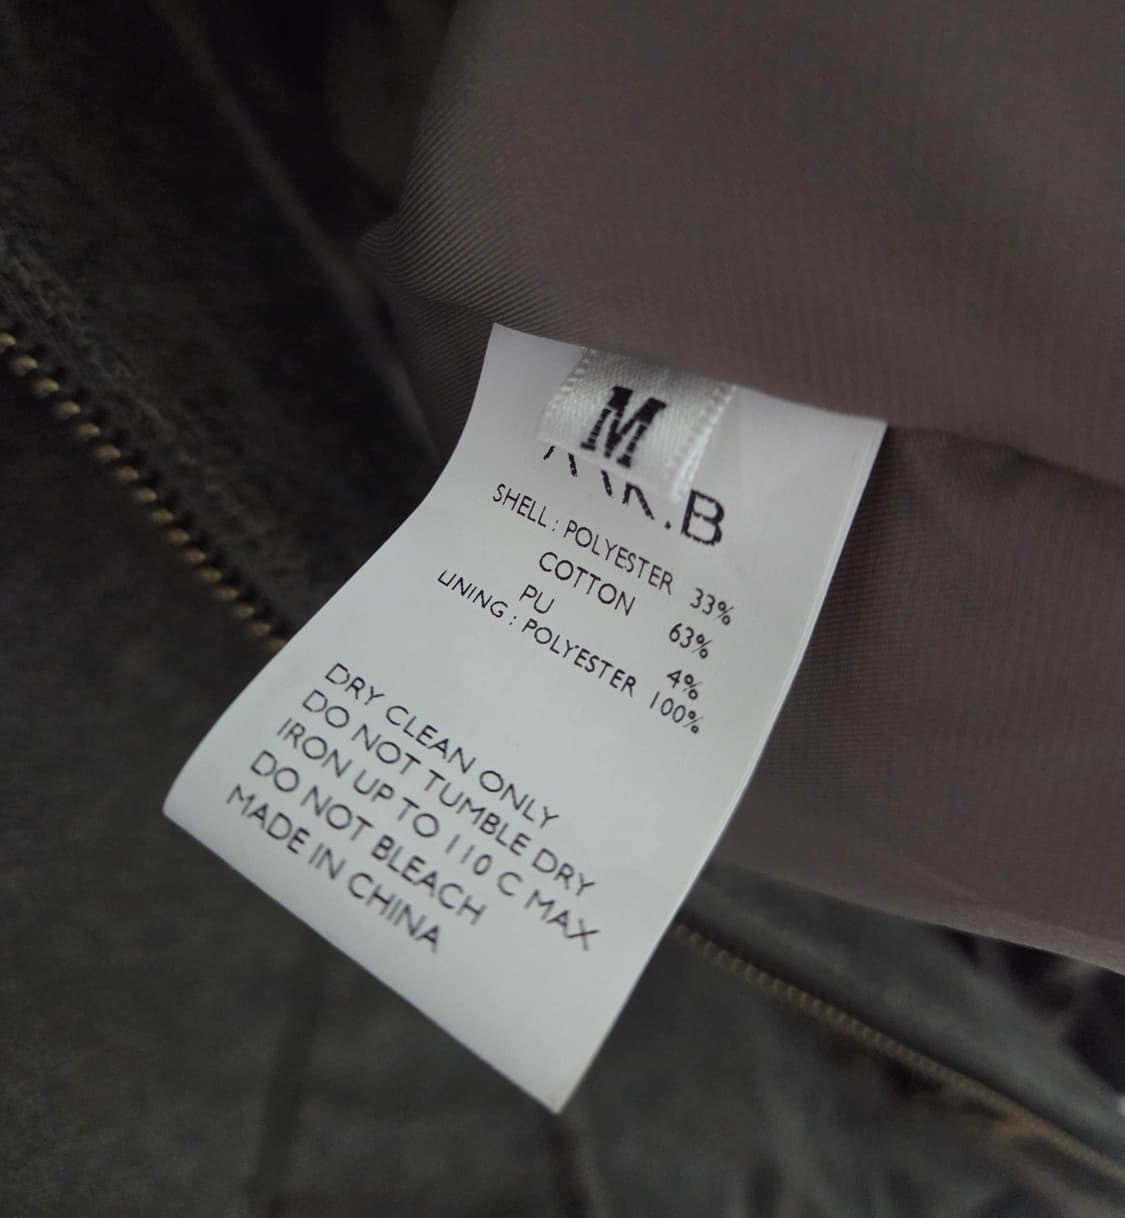 M
SHELL : POLYESTER 33%
COTTON 63%
PU 4%
LINING : POLYESTER 100%
DRY CLEAN ONLY
DO NOT TUMBLE DRY
IRON UP TO 110 C MAX
DO NOT BLEACH
MADE IN CHINA